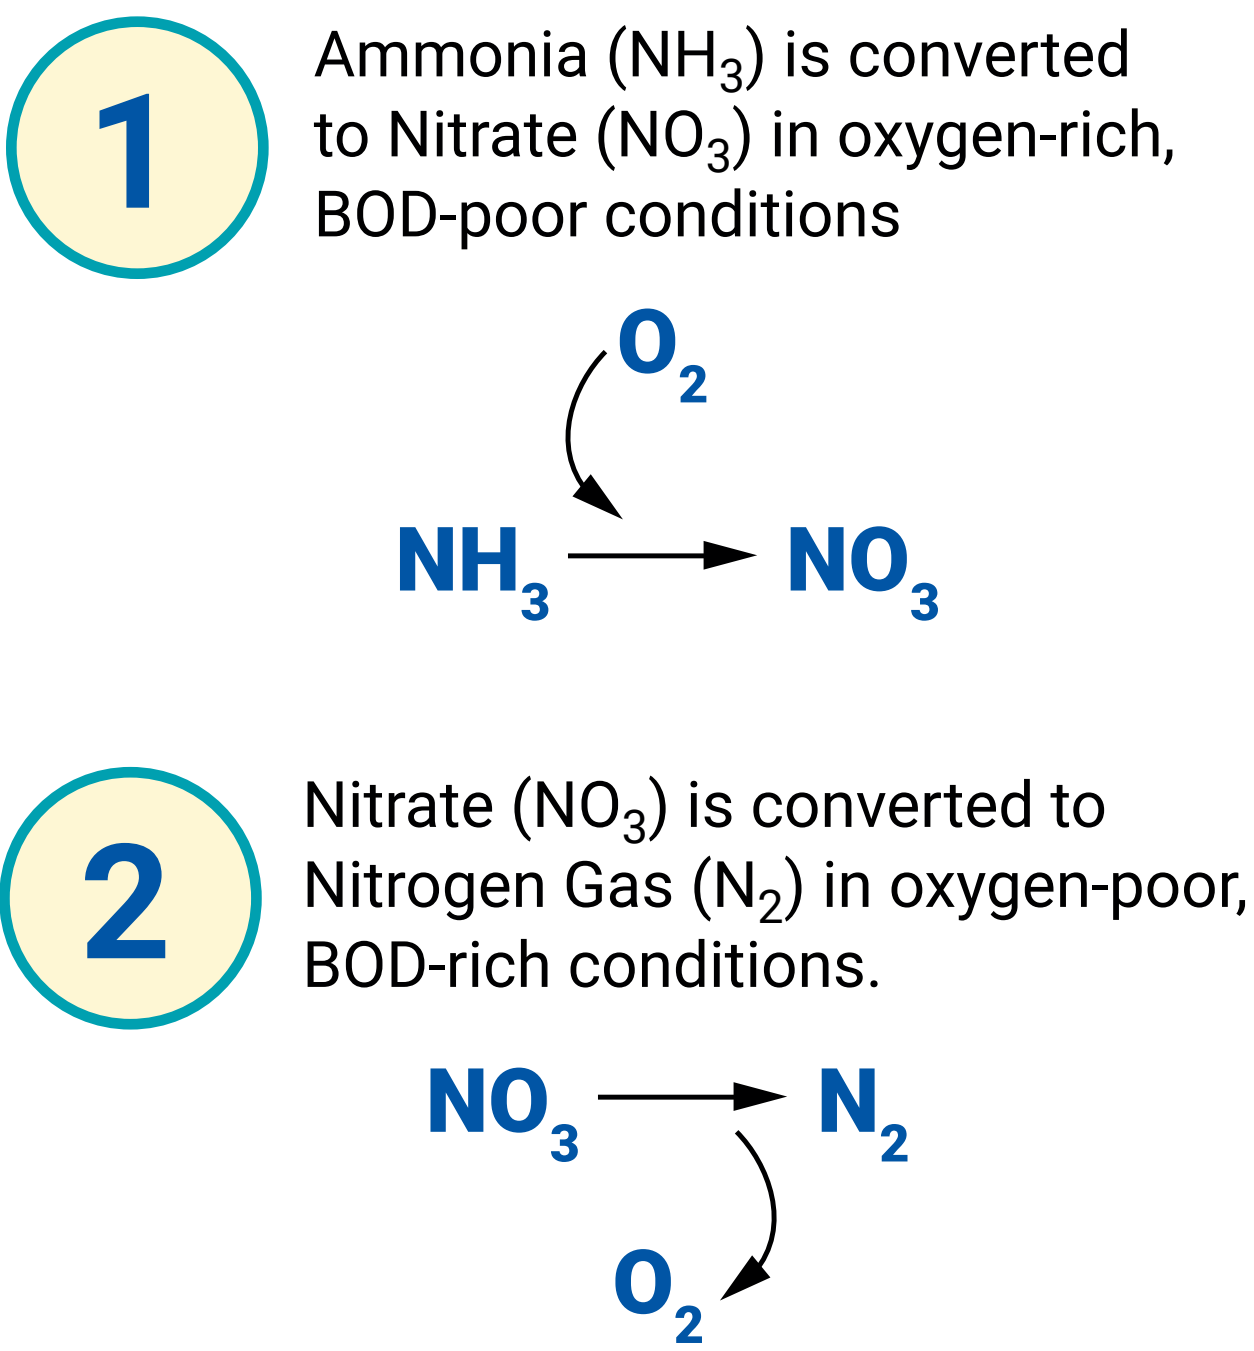 1
Ammonia (NH₃) is converted
to Nitrate (NO₃) in oxygen-rich,
BOD-poor conditions
O₂
NH₃ NO₃
2
Nitrate (NO₃) is converted to
Nitrogen Gas (N₂) in oxygen-poor,
BOD-rich conditions.
NO₃ N₂
O₂